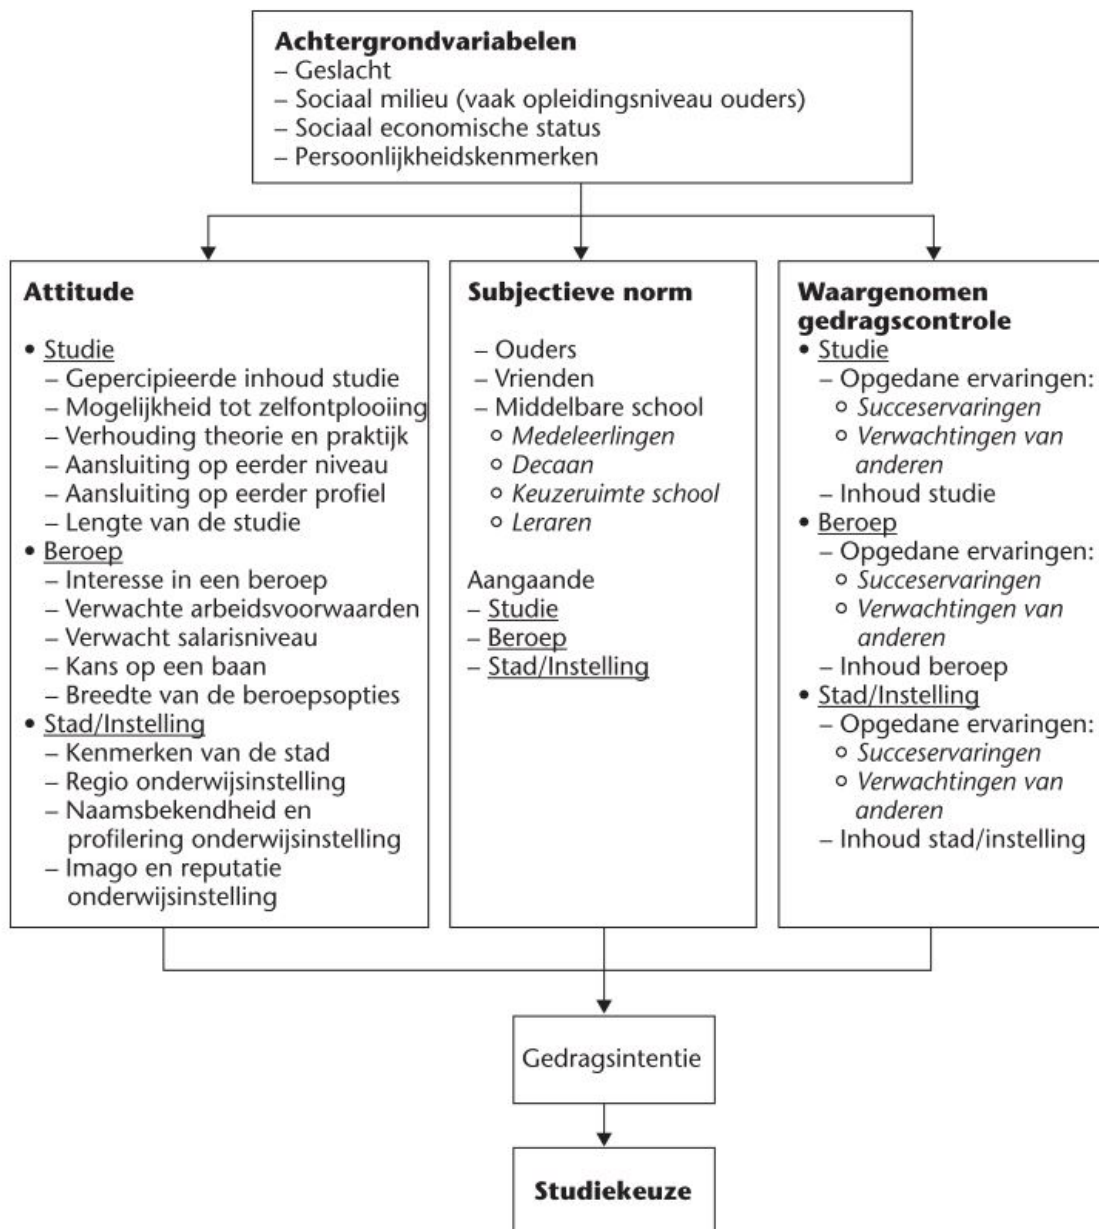 Achtergrondvariabelen
– Geslacht
– Sociaal milieu (vaak opleidingsniveau ouders)
– Sociaal economische status
– Persoonlijkheidskenmerken
Attitude
• Studie
– Gepercipieerde inhoud studie
– Mogelijkheid tot zelfontplooiing
– Verhouding theorie en praktijk
– Aansluiting op eerder niveau
– Aansluiting op eerder profiel
– Lengte van de studie
• Beroep
– Interesse in een beroep
– Verwachte arbeidsvoorwaarden
– Verwacht salarisniveau
– Kans op een baan
– Breedte van de beroepsopties
• Stad/Instelling
– Kenmerken van de stad
– Regio onderwijsinstelling
– Naamsbekendheid en
profilering onderwijsinstelling
– Imago en reputatie
onderwijsinstelling
Subjectieve norm
– Ouders
– Vrienden
– Middelbare school
o Medeleerlingen
o Decaan
o Keuzeruimte school
o Leraren
Aangaande
– Studie
– Beroep
– Stad/Instelling
Waargenomen
gedragscontrole
• Studie
– Opgedane ervaringen:
o Succeservaringen
o Verwachtingen van
anderen
– Inhoud studie
• Beroep
– Opgedane ervaringen:
o Succeservaringen
o Verwachtingen van
anderen
– Inhoud beroep
• Stad/Instelling
– Opgedane ervaringen:
o Succeservaringen
o Verwachtingen van
anderen
– Inhoud stad/instelling
Gedragsintentie
Studiekeuze